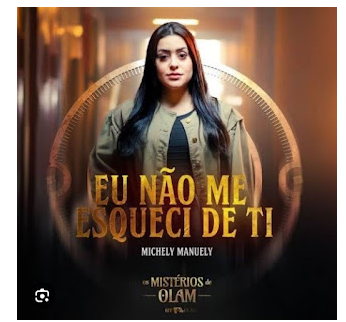 EU NÃO ME
ESQUECI DE TI
MICHELY MANUELY
OS MISTÉRIOS de
OLAM